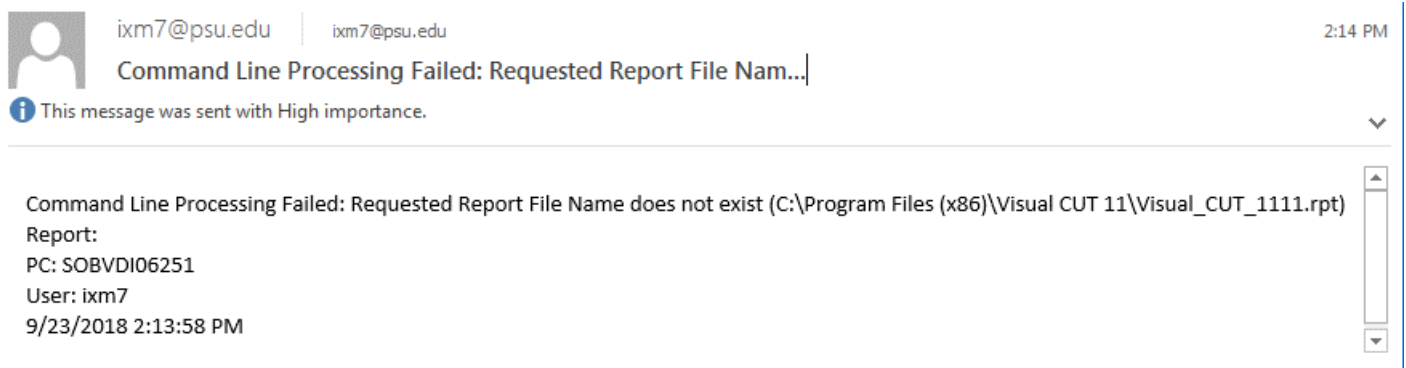 ixm7@psu.edu ixm7@psu.edu 2:14 PM
Command Line Processing Failed: Requested Report File Nam...
This message was sent with High importance.
Command Line Processing Failed: Requested Report File Name does not exist (C:\Program Files (x86)\Visual CUT 11\Visual_CUT_1111.rpt)
Report:
PC: SOBVDI06251
User: ixm7
9/23/2018 2:13:58 PM